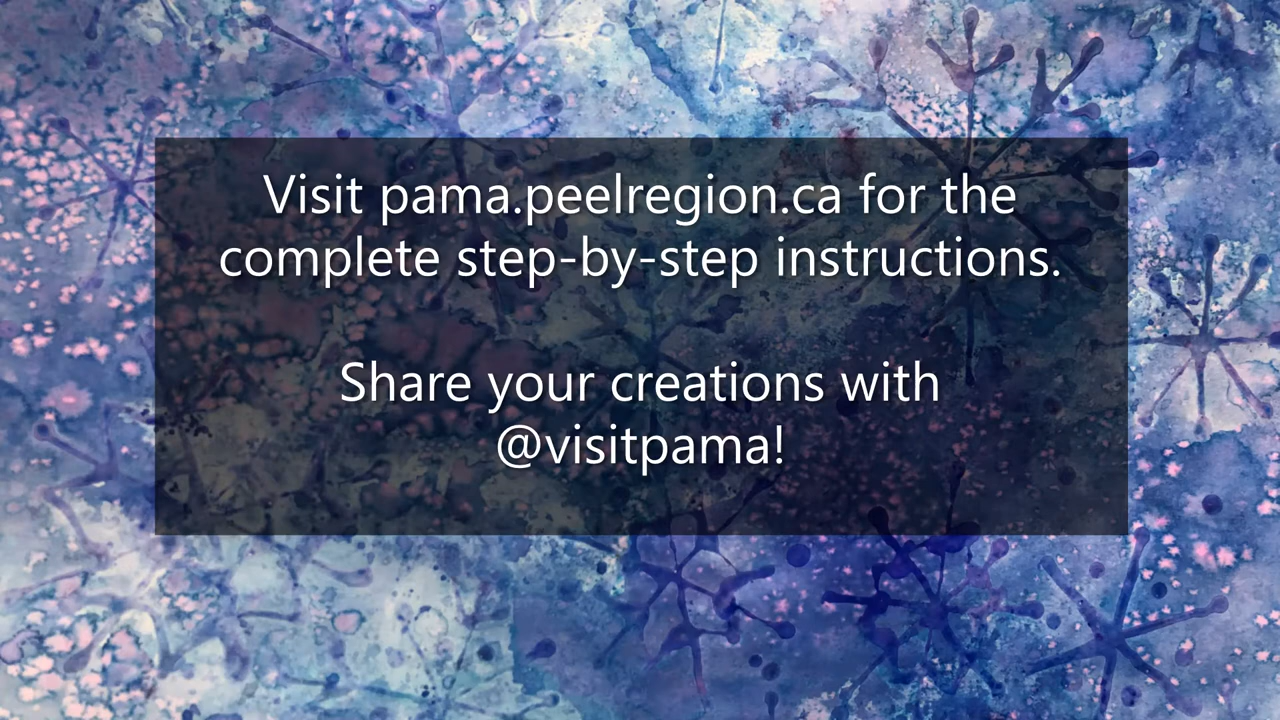 Visit pama.peelregion.ca for the
complete step-by-step instructions.
Share your creations with
@visitpama!